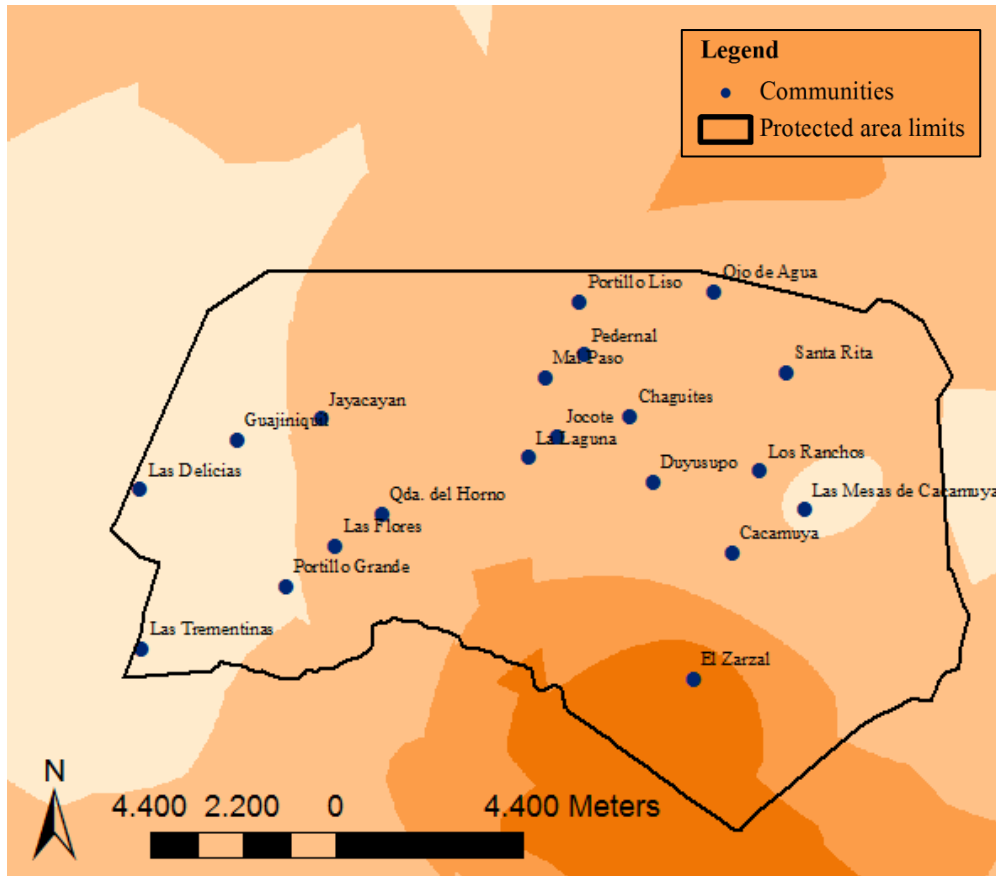 Legend
Communities
Protected area limits
Ojo de Agua
Portillo Liso
Pedernal
Mal Paso
Santa Rita
Jayacayan
Chaguites
Guajiniquil
Jocote
La Laguna
Los Ranchos
Las Delicias
Duyusupo
Las Mesas de Cacamuya
Qda. del Horno
Las Flores
Cacamuya
Portillo Grande
Las Trementinas
El Zarzal
N
4.400 2.200 0 4.400 Meters